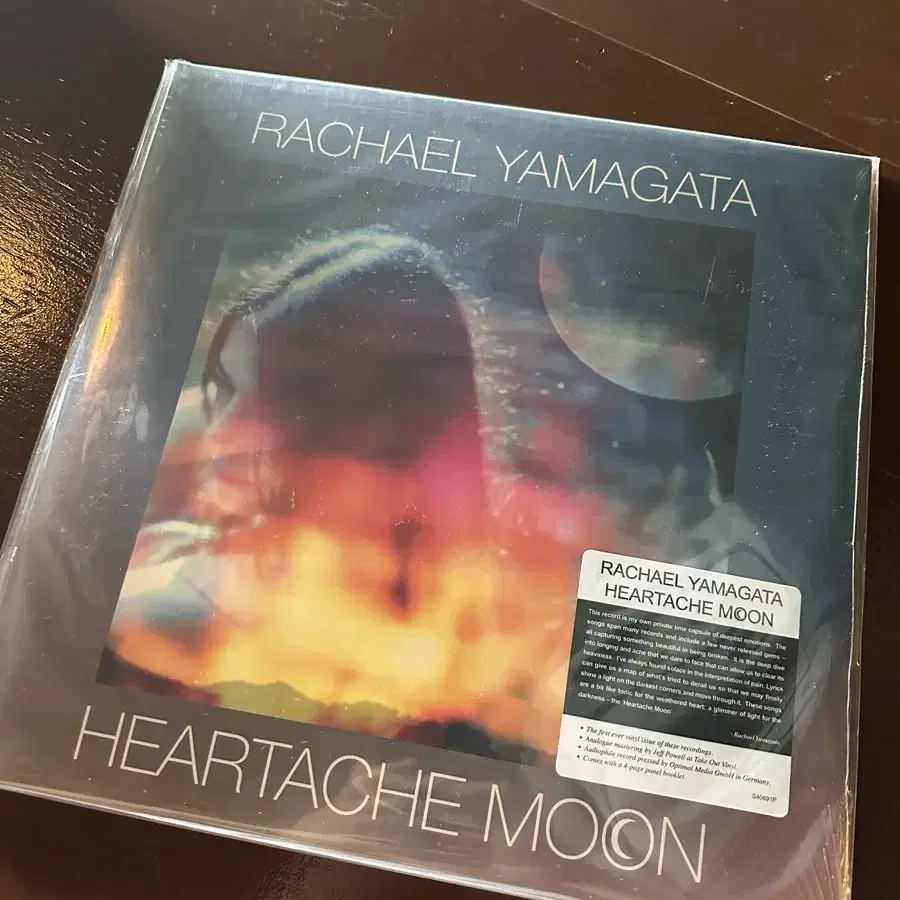 RACHAEL YAMAGATA
RACHAEL YAMAGATA
HEARTACHE MOON
This record is my own private time capsule of deepest emotions. The
songs span many records and include a few never released gems –
all capturing something beautiful in being broken. It is the deep dive
into longing and ache that we dare to face that can allow us to clear its
heaviness. I've always found solace in the interpretation of pain. Lyrics
can give us a map of what's tried to derail us so that we may finally
shine a light on the darkest corners and move through it. These songs
are a bit like tonic for the weathered heart, a glimmer of light for the
darkness – the 'Heartache Moon'
- Rachael Yamagata
• The first ever vinyl issue of these recordings.
• Analogue mastering by Jeff Powell at Take Out Vinyl.
• Audiophile record pressed by Optimal Media GmbH in Germany.
• Comes with a 4-page panel booklet.
S40691P
HEARTACHE MOON